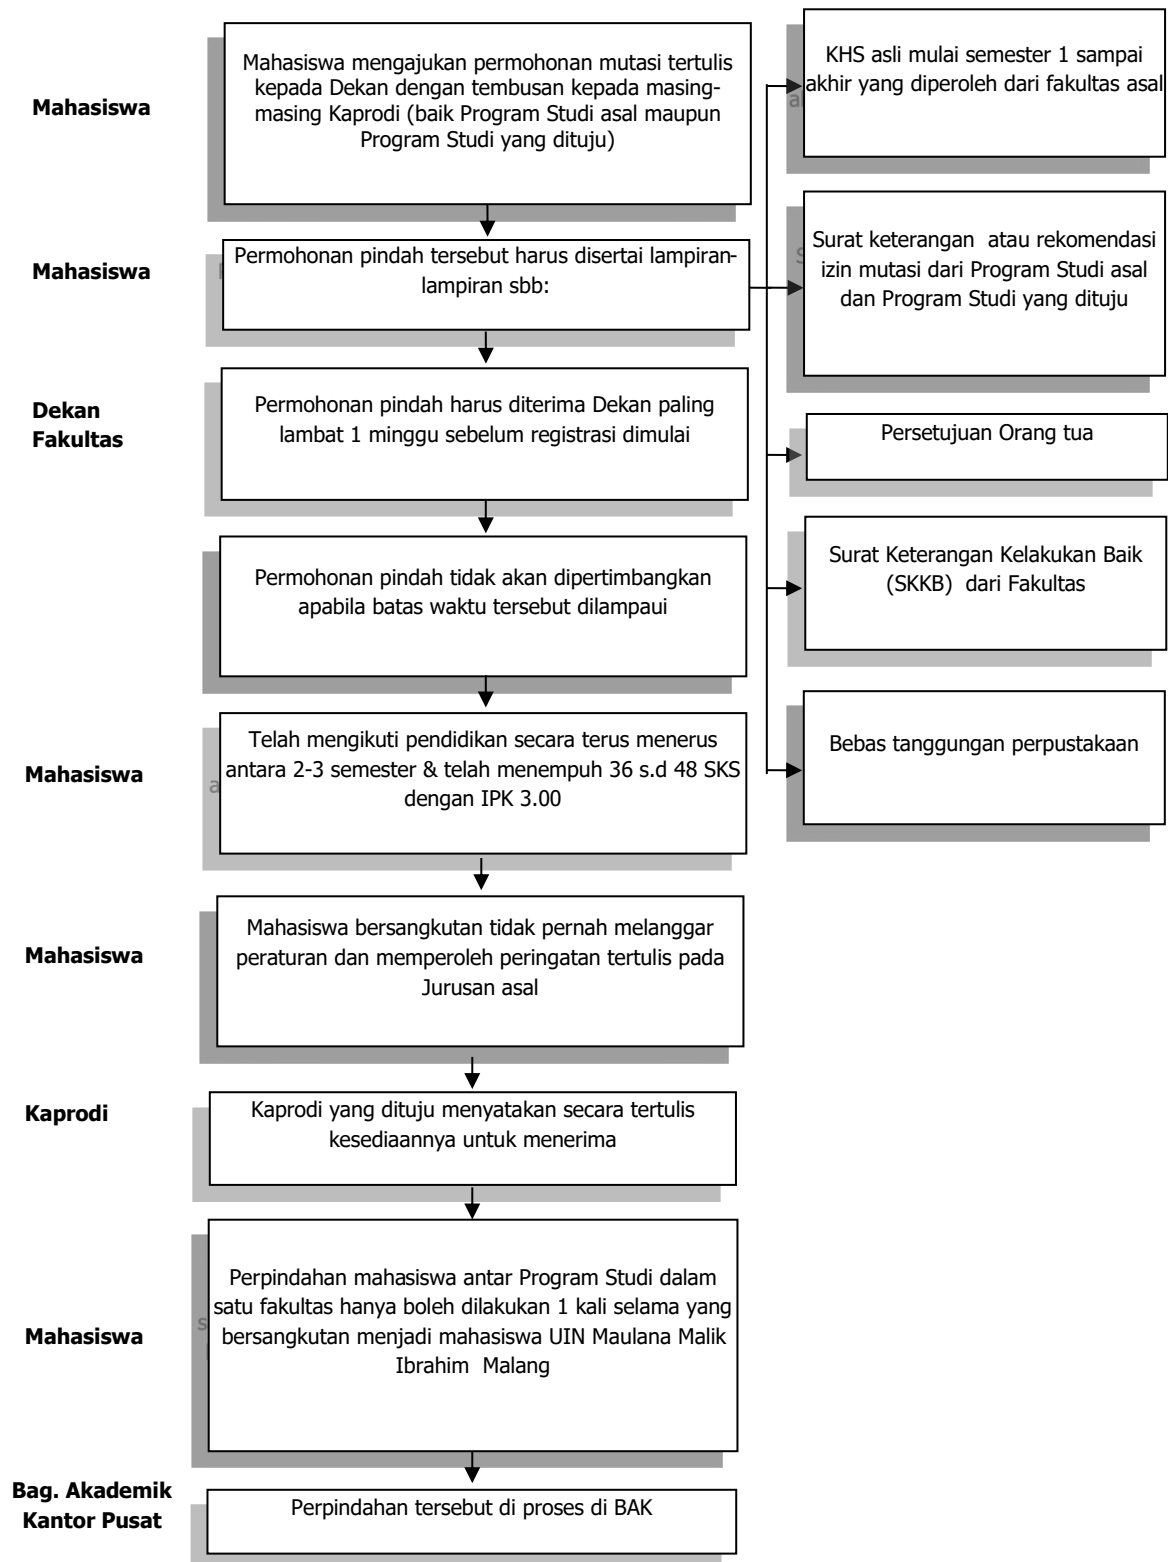 Mahasiswa
Mahasiswa mengajukan permohonan mutasi tertulis
kepada Dekan dengan tembusan kepada masing-
masing Kaprodi (baik Program Studi asal maupun
Program Studi yang dituju)
Mahasiswa
Permohonan pindah tersebut harus disertai lampiran-
lampiran sbb:
KHS asli mulai semester 1 sampai
akhir yang diperoleh dari fakultas asal
Surat keterangan atau rekomendasi
izin mutasi dari Program Studi asal
dan Program Studi yang dituju
Persetujuan Orang tua
Surat Keterangan Kelakukan Baik
(SKKB) dari Fakultas
Bebas tanggungan perpustakaan
Dekan
Fakultas
Permohonan pindah harus diterima Dekan paling
lambat 1 minggu sebelum registrasi dimulai
Permohonan pindah tidak akan dipertimbangkan
apabila batas waktu tersebut dilampaui
Mahasiswa
Telah mengikuti pendidikan secara terus menerus
antara 2-3 semester & telah menempuh 36 s.d 48 SKS
dengan IPK 3.00
Mahasiswa
Mahasiswa bersangkutan tidak pernah melanggar
peraturan dan memperoleh peringatan tertulis pada
Jurusan asal
Kaprodi
Kaprodi yang dituju menyatakan secara tertulis
kesediaannya untuk menerima
Mahasiswa
Perpindahan mahasiswa antar Program Studi dalam
satu fakultas hanya boleh dilakukan 1 kali selama yang
bersangkutan menjadi mahasiswa UIN Maulana Malik
Ibrahim Malang
Bag. Akademik
Kantor Pusat
Perpindahan tersebut di proses di BAK